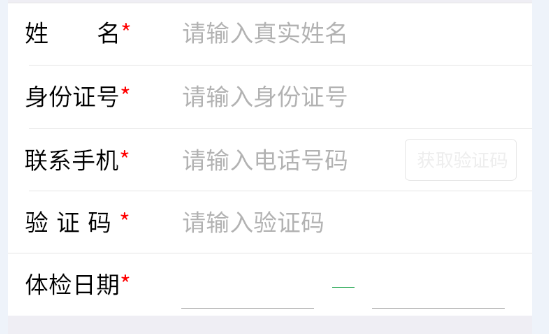 姓 名* 请输入真实姓名
身份证号* 请输入身份证号
联系手机* 请输入电话号码 获取验证码
验 证 码 * 请输入验证码
体检日期* —